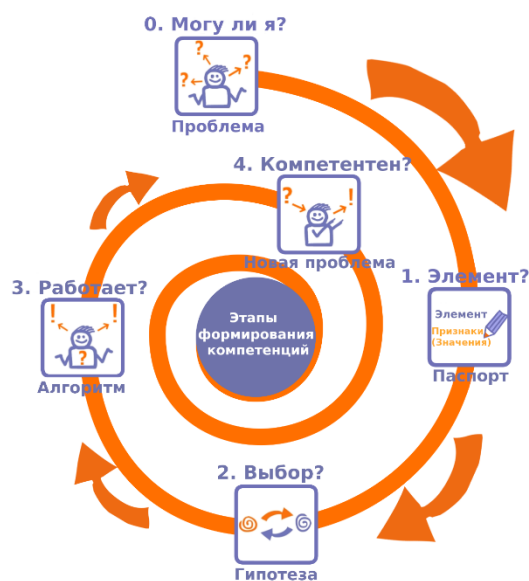 0. Могу ли я?
?
?
?
Проблема
4. Компетентен?
?
!
Новая проблема
1. Элемент?
Элемент
Признаки
(Значения)
Паспорт
3. Работает?
!
!
?
Алгоритм
Этапы
формирования
компетенций
2. Выбор?
Гипотеза